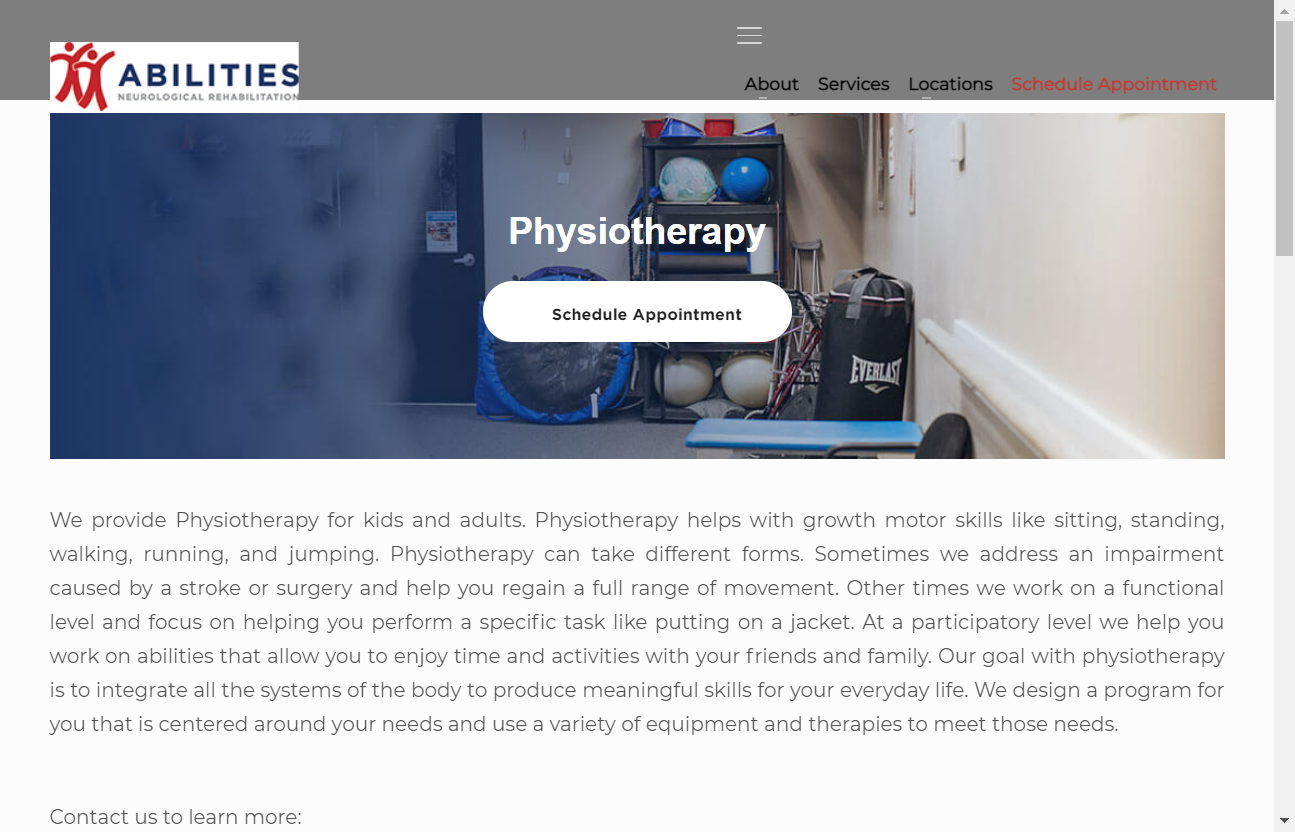 ABILITIES
NEUROLOGICAL REHABILITATION
About Services Locations Schedule Appointment
Physiotherapy
Schedule Appointment
EVERLAST
We provide Physiotherapy for kids and adults. Physiotherapy helps with growth motor skills like sitting, standing,
walking, running, and jumping. Physiotherapy can take different forms. Sometimes we address an impairment
caused by a stroke or surgery and help you regain a full range of movement. Other times we work on a functional
level and focus on helping you perform a specific task like putting on a jacket. At a participatory level we help you
work on abilities that allow you to enjoy time and activities with your friends and family. Our goal with physiotherapy
is to integrate all the systems of the body to produce meaningful skills for your everyday life. We design a program for
you that is centered around your needs and use a variety of equipment and therapies to meet those needs.
Contact us to learn more: